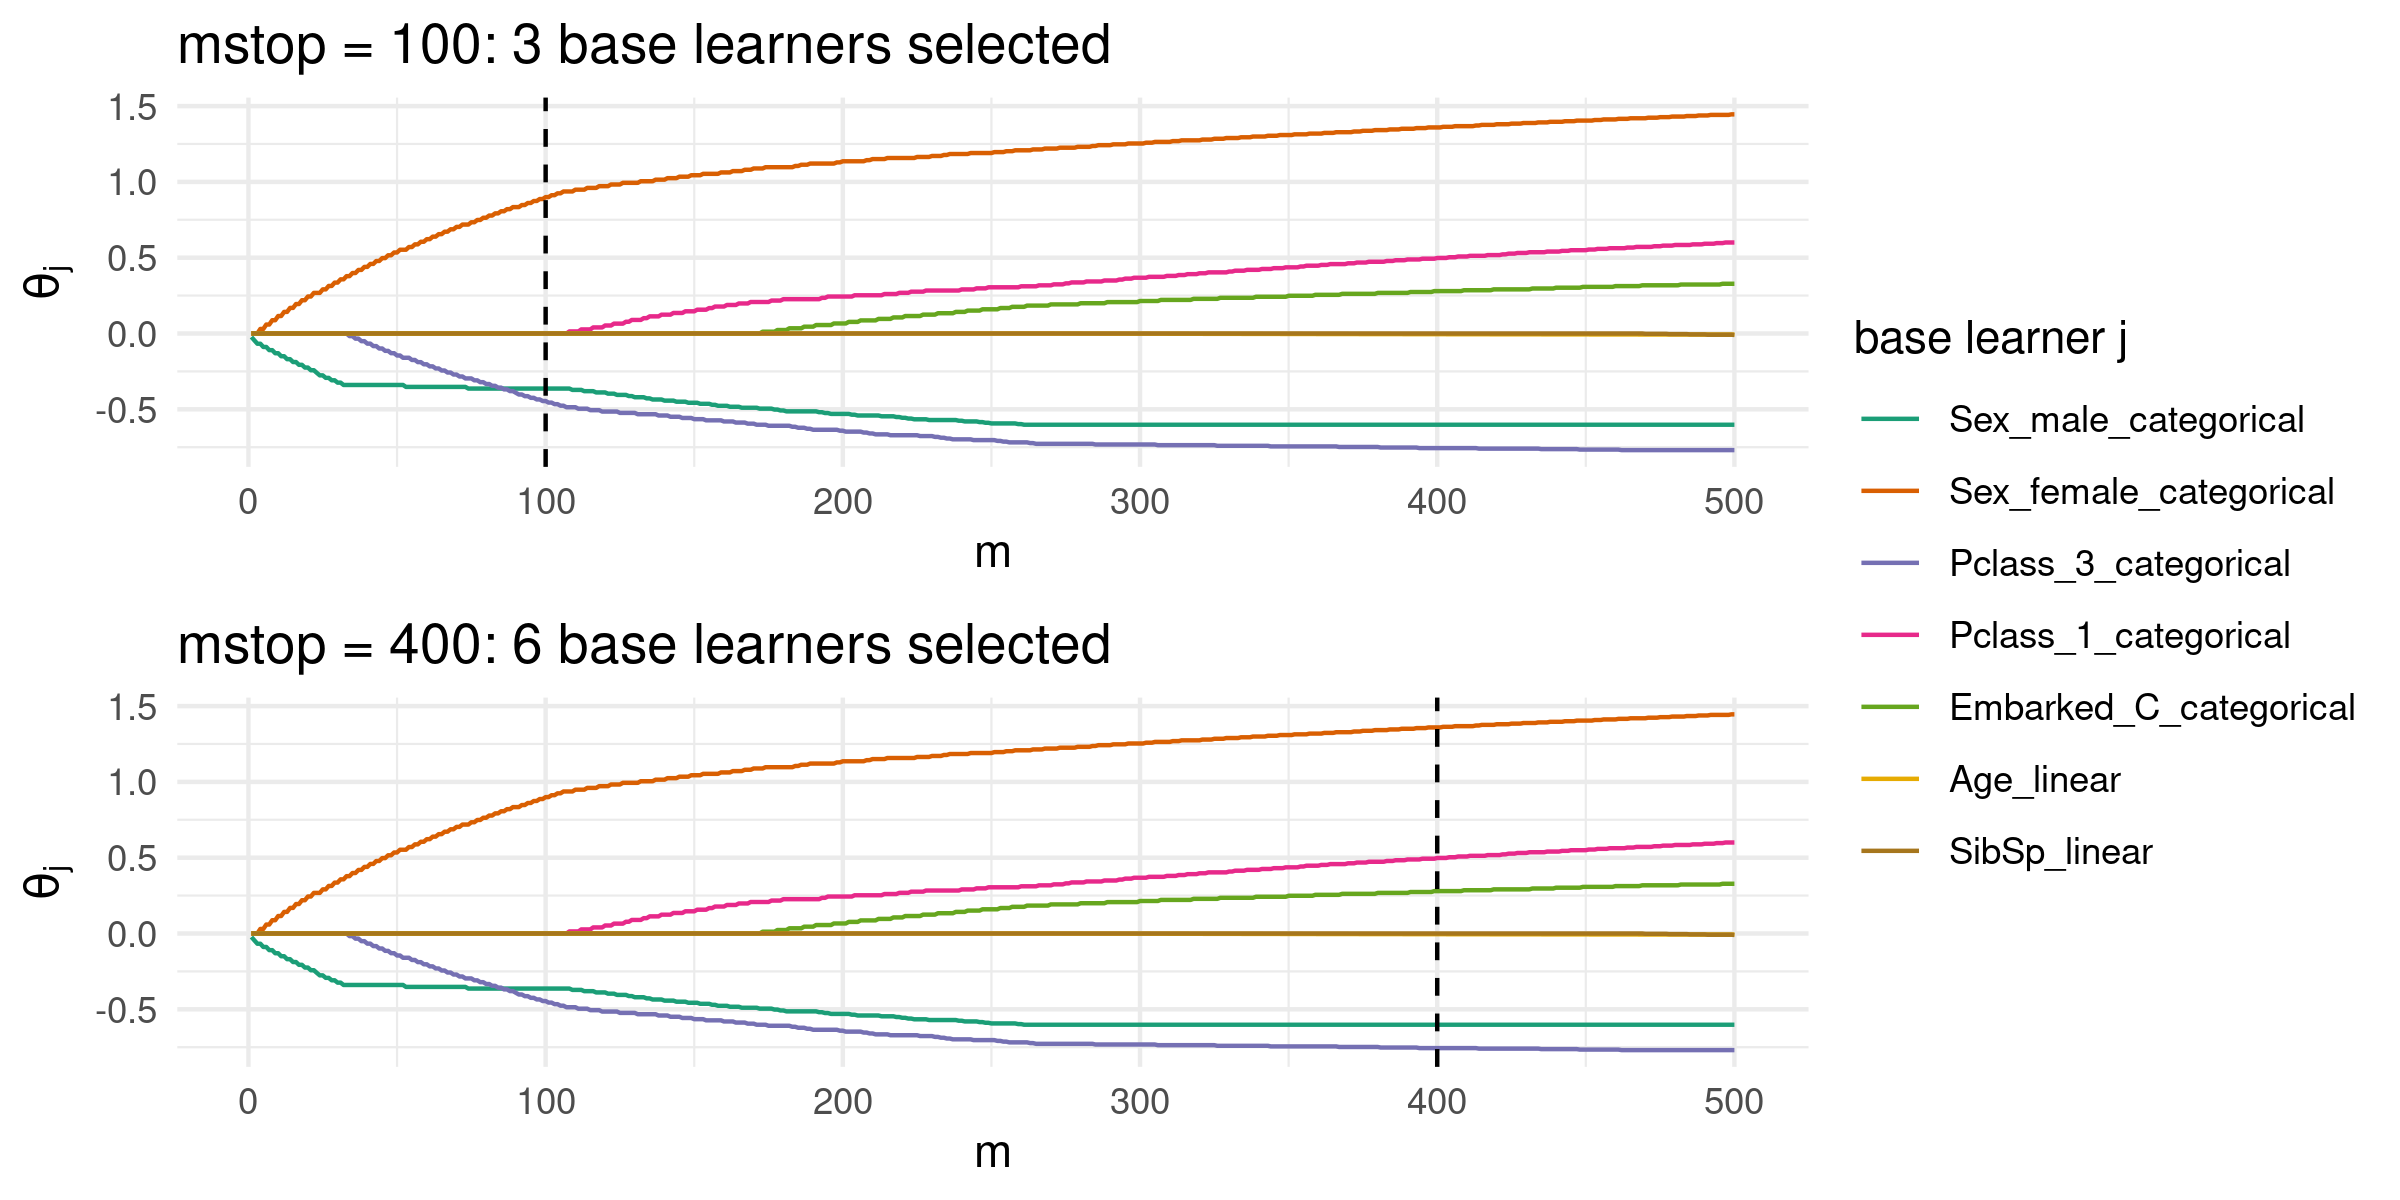 mstop = 100: 3 base learners selected
1.5
1.0
0.5
0.0
-0.5
θj
0 100 200 300 400 500
m
mstop = 400: 6 base learners selected
1.5
1.0
0.5
0.0
-0.5
θj
0 100 200 300 400 500
m
base learner j
Sex_male_categorical
Sex_female_categorical
Pclass_3_categorical
Pclass_1_categorical
Embarked_C_categorical
Age_linear
SibSp_linear